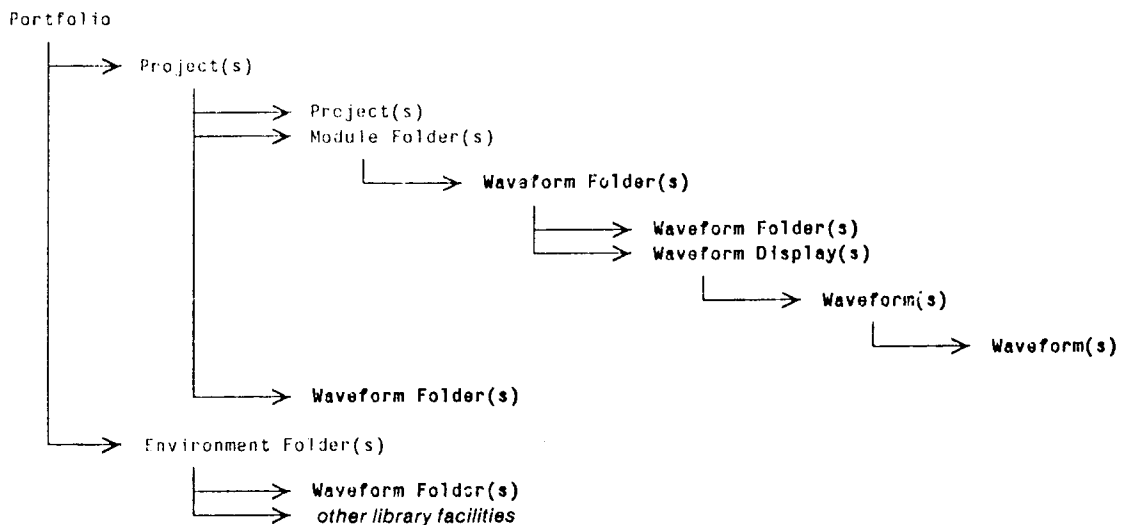 Portfolio
Project(s)
Project(s)
Module Folder(s)
Waveform Folder(s)
Waveform Folder(s)
Waveform Display(s)
Waveform(s)
Waveform(s)
Waveform Folder(s)
Environment Folder(s)
Waveform Folder(s)
other library facilities